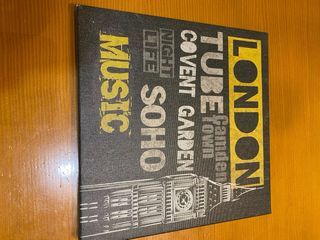 LONDON
TUBE
Camden
Town
COVENT GARDEN
NIGHT
LIFE
SOHO
MUSIC